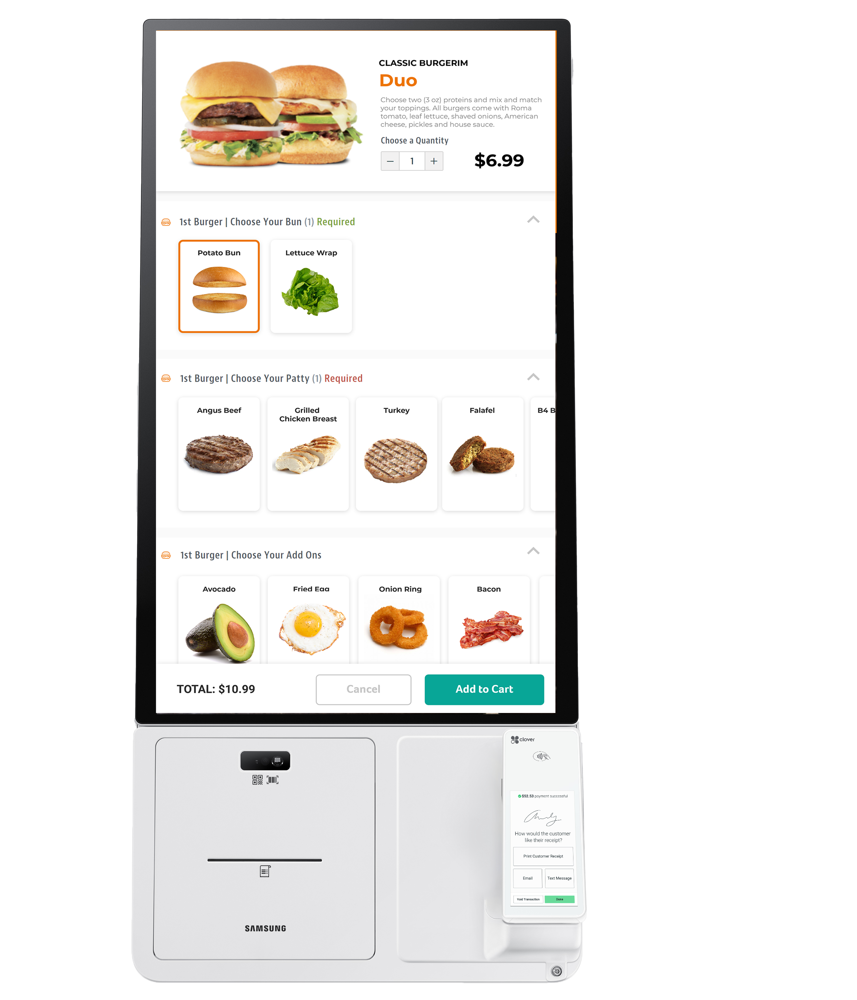 CLASSIC BURGERIM
Duo
Choose two (3 oz) proteins and mix and match
your toppings. All burgers come with Roma
tomato, leaf lettuce, shaved onions, American
cheese, pickles and house sauce.
Choose a Quantity
− 1 + $6.99
1st Burger | Choose Your Bun (1) Required
Potato Bun Lettuce Wrap
1st Burger | Choose Your Patty (1) Required
Angus Beef Grilled Turkey Falafel B4 B
Chicken Breast
1st Burger | Choose Your Add Ons
Avocado Fried Egg Onion Ring Bacon
TOTAL: $10.99 Cancel Add to Cart
clover
$52.53 payment successful
How would the customer
like their receipt?
Print Customer Receipt
Email Text Message
Void Transaction Done
SAMSUNG